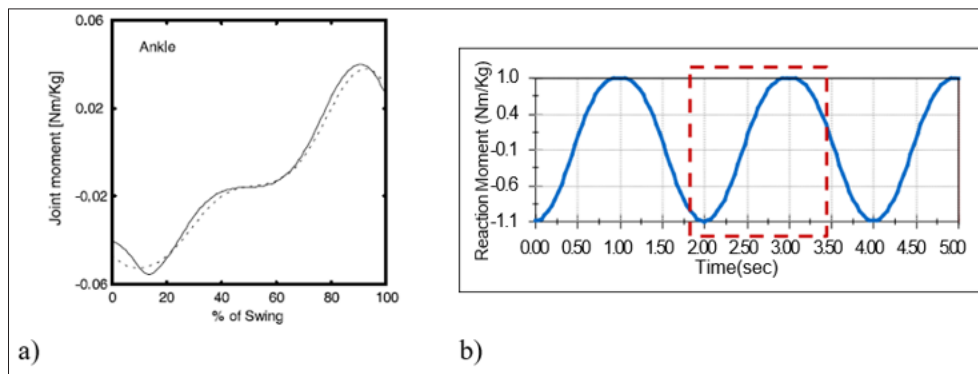 0.06
Ankle
0.02
-0.02
-0.06
Joint moment [Nm/Kg]
0 20 40 60 80 100
% of Swing
a)
Reaction Moment (Nm/Kg)
1.0
0.4
-0.1
-0.6
-1.1
0.00 0.50 1.00 1.50 2.00 2.50 3.00 3.50 4.00 4.50 5.0
Time(sec)
b)